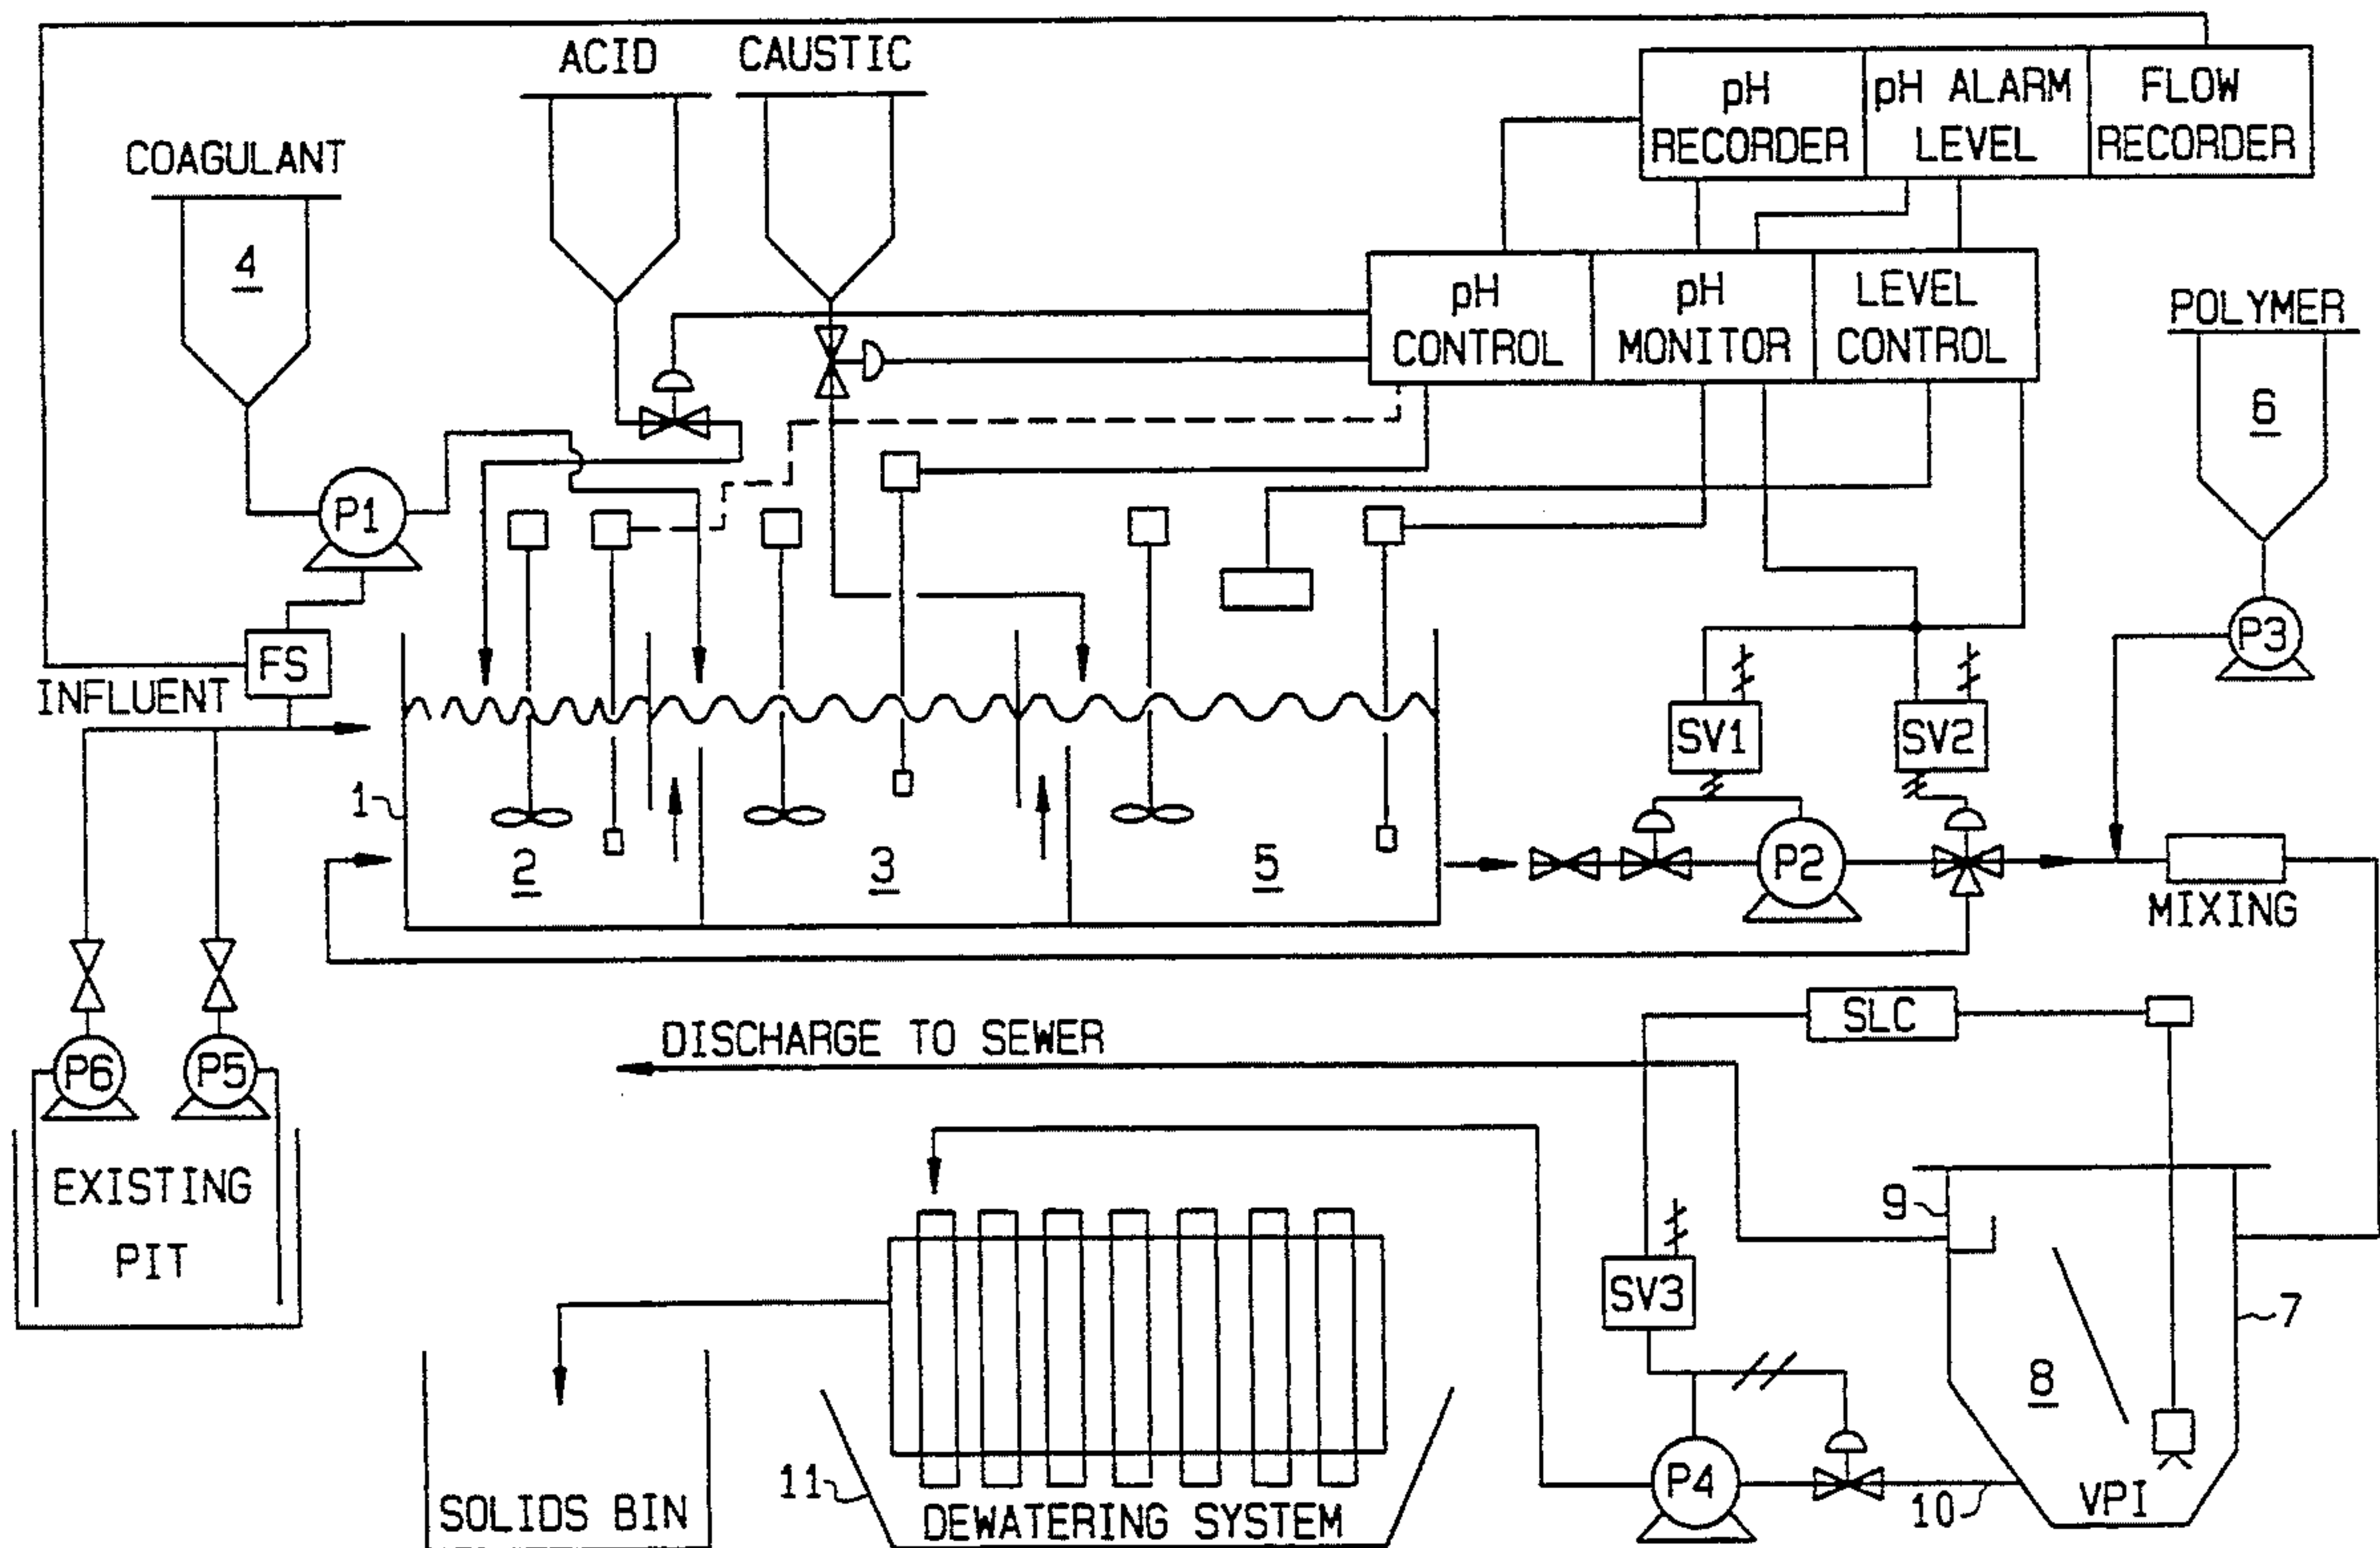 ACID
CAUSTIC
COAGULANT
4
pH
RECORDER
pH ALARM
LEVEL
FLOW
RECORDER
pH
CONTROL
pH
MONITOR
LEVEL
CONTROL
POLYMER
6
P1
P3
FS
INFLUENT
SV1
SV2
1
2
3
5
P2
MIXING
P6
P5
EXISTING
PIT
DISCHARGE TO SEWER
SLC
9
7
8
SV3
VPI
10
P4
11
DEWATERING SYSTEM
SOLIDS BIN